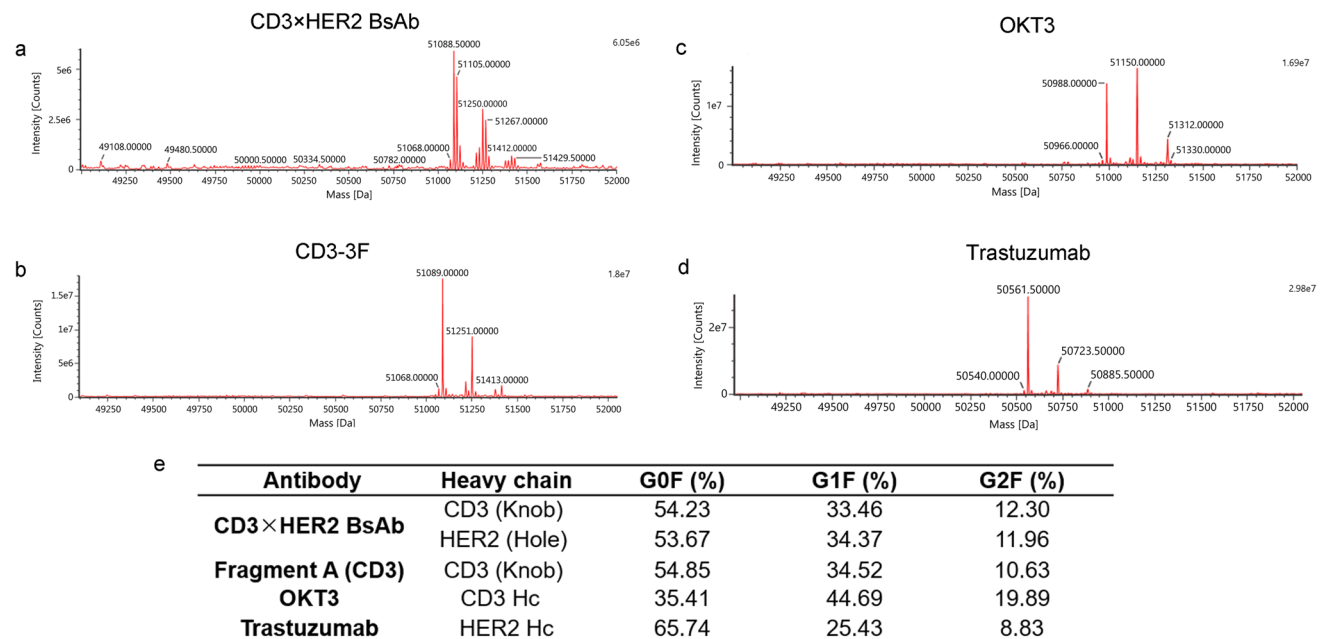 CD3×HER2 BsAb
a
6.05e6
51088.50000
51105.00000
51250.00000
51267.00000
51068.00000
51412.00000
51429.50000
49108.00000
49480.50000
50000.50000
50334.50000
50782.00000
Intensity [Counts]
5e6
2.5e6
0
49250 49500 49750 50000 50250 50500 50750 51000 51250 51500 51750 52000
Mass [Da]
OKT3
c
1.69e7
51150.00000
50988.00000
51312.00000
50966.00000
51330.00000
Intensity [Counts]
1e7
0
49250 49500 49750 50000 50250 50500 50750 51000 51250 51500 51750 52000
Mass [Da]
CD3-3F
b
1.8e7
51089.00000
51251.00000
51068.00000
51413.00000
Intensity [Counts]
1.5e7
1e7
5e6
0
49250 49500 49750 50000 50250 50500 50750 51000 51250 51500 51750 52000
Mass [Da]
Trastuzumab
d
2.98e7
50561.50000
50723.50000
50540.00000
50885.50000
Intensity [Counts]
2e7
0
49250 49500 49750 50000 50250 50500 50750 51000 51250 51500 51750 52000
Mass [Da]
e
Antibody Heavy chain G0F (%) G1F (%) G2F (%)
CD3×HER2 BsAb
CD3 (Knob) 54.23 33.46 12.30
HER2 (Hole) 53.67 34.37 11.96
Fragment A (CD3) CD3 (Knob) 54.85 34.52 10.63
OKT3 CD3 Hc 35.41 44.69 19.89
Trastuzumab HER2 Hc 65.74 25.43 8.83